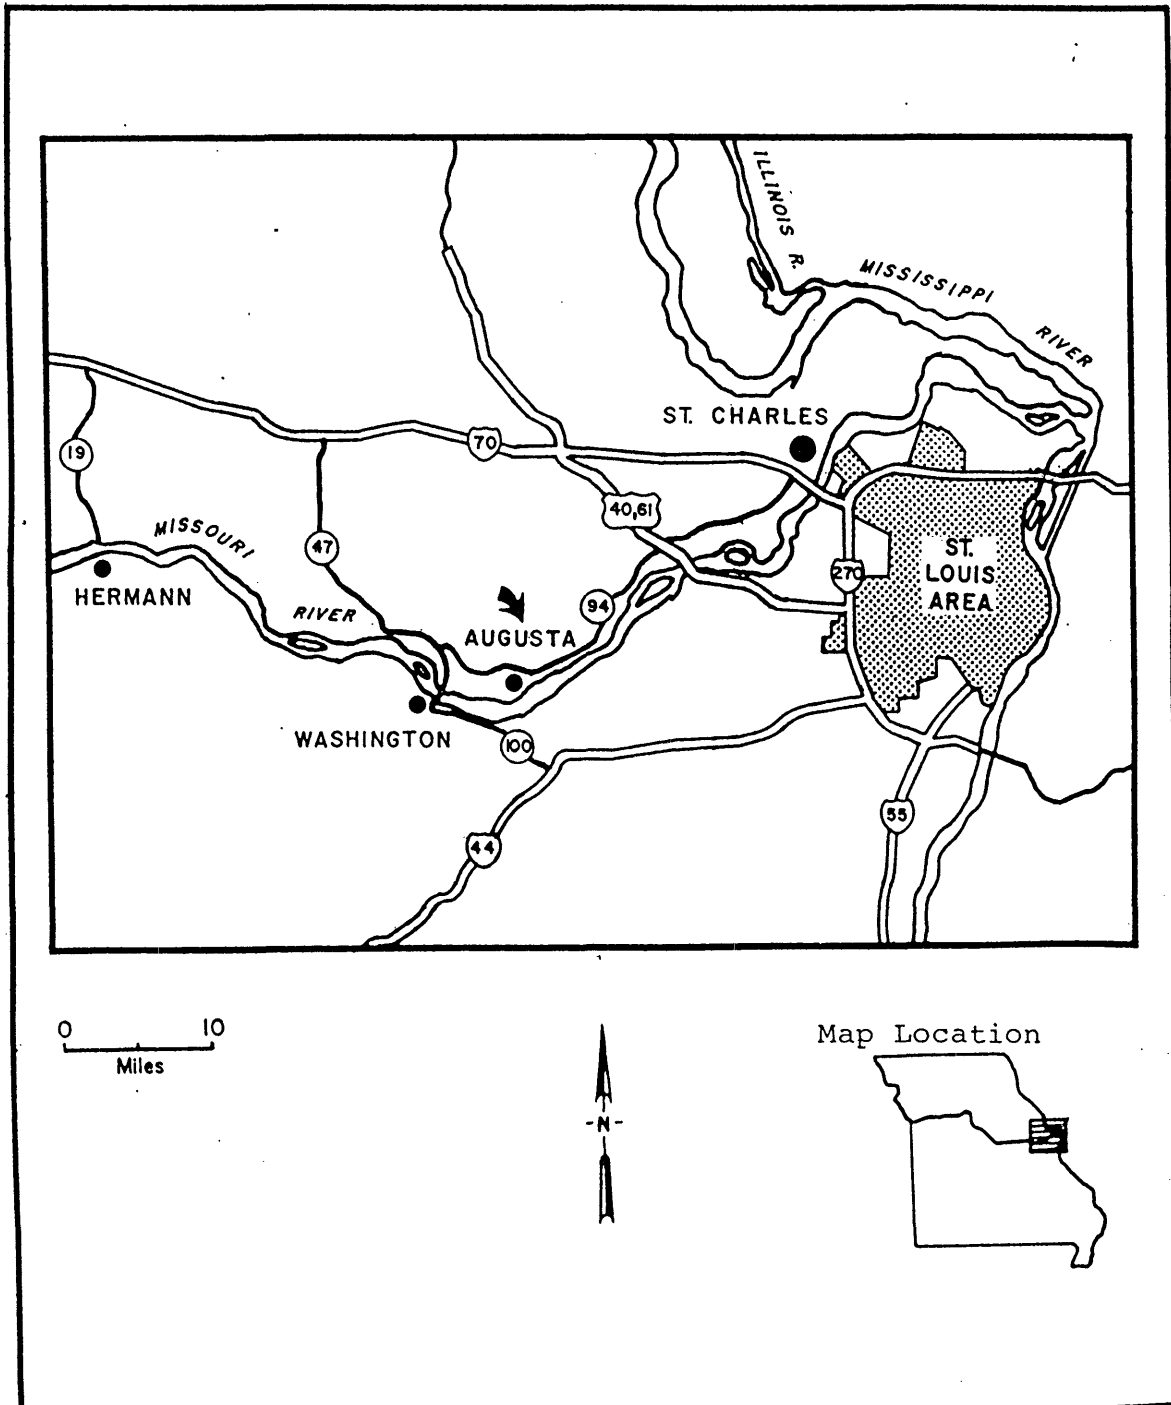 ILLINOIS R.
MISSISSIPPI
RIVER
ST. CHARLES
70
19
40,61
MISSOURI
47
ST.
LOUIS
AREA
270
HERMANN
RIVER
94
AUGUSTA
WASHINGTON
100
55
44
0 10
Miles
Map Location
-N-